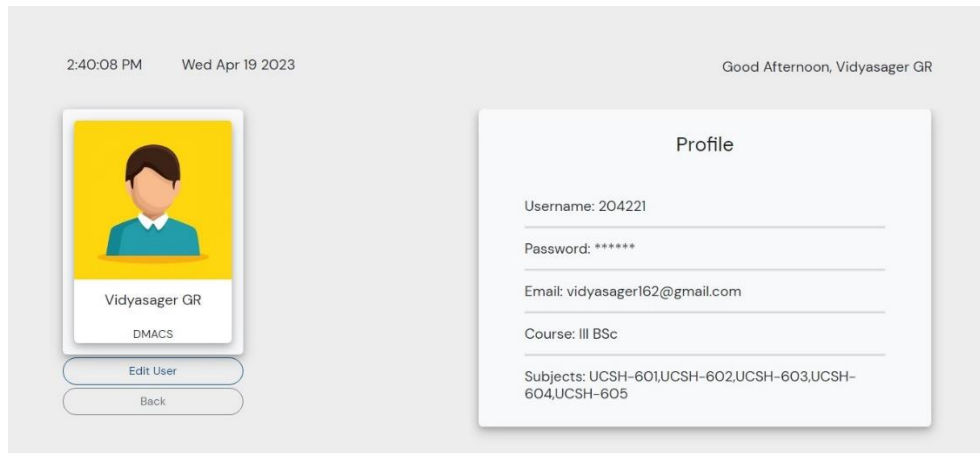 2:40:08 PM Wed Apr 19 2023
Good Afternoon, Vidyasager GR
Vidyasager GR
DMACS
Edit User
Back
Profile
Username: 204221
Password: ******
Email: vidyasager162@gmail.com
Course: III BSc
Subjects: UCSH-601,UCSH-602,UCSH-603,UCSH-
604,UCSH-605